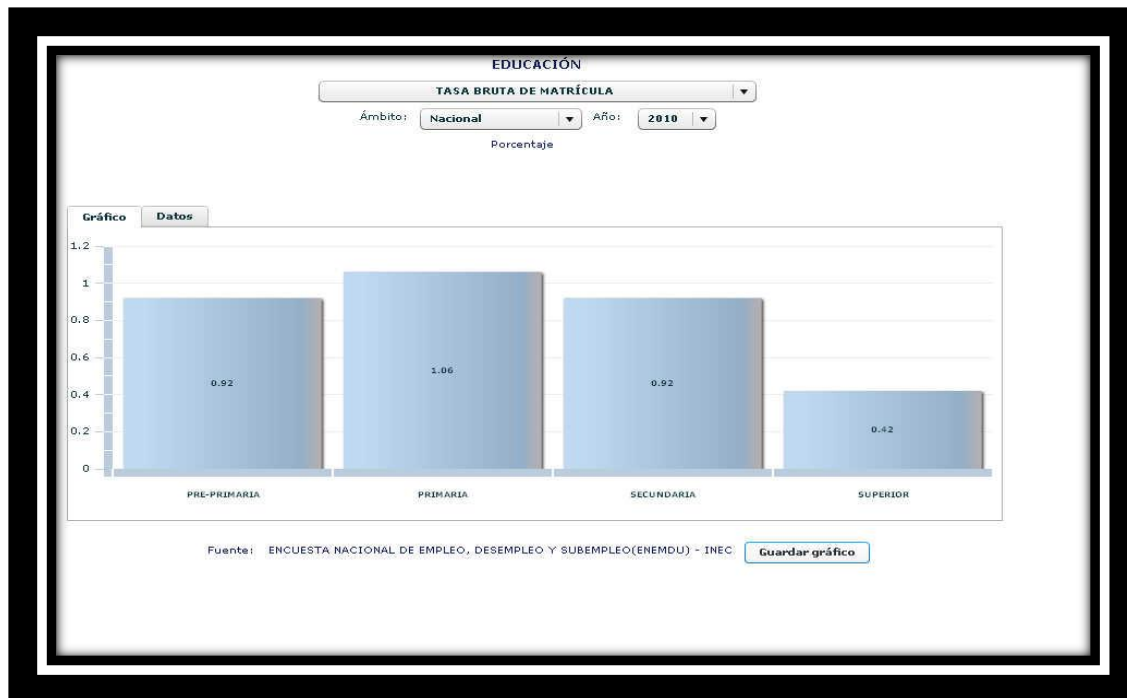 EDUCACIÓN
TASA BRUTA DE MATRÍCULA
Ámbito: Nacional Año: 2010
Porcentaje
Gráfico Datos
1.2
1
0.8
0.6
0.4
0.2
0
0.92 1.06 0.92 0.42
PRE-PRIMARIA PRIMARIA SECUNDARIA SUPERIOR
Fuente: ENCUESTA NACIONAL DE EMPLEO, DESEMPLEO Y SUBEMPLEO(ENEMDU) - INEC Guardar gráfico